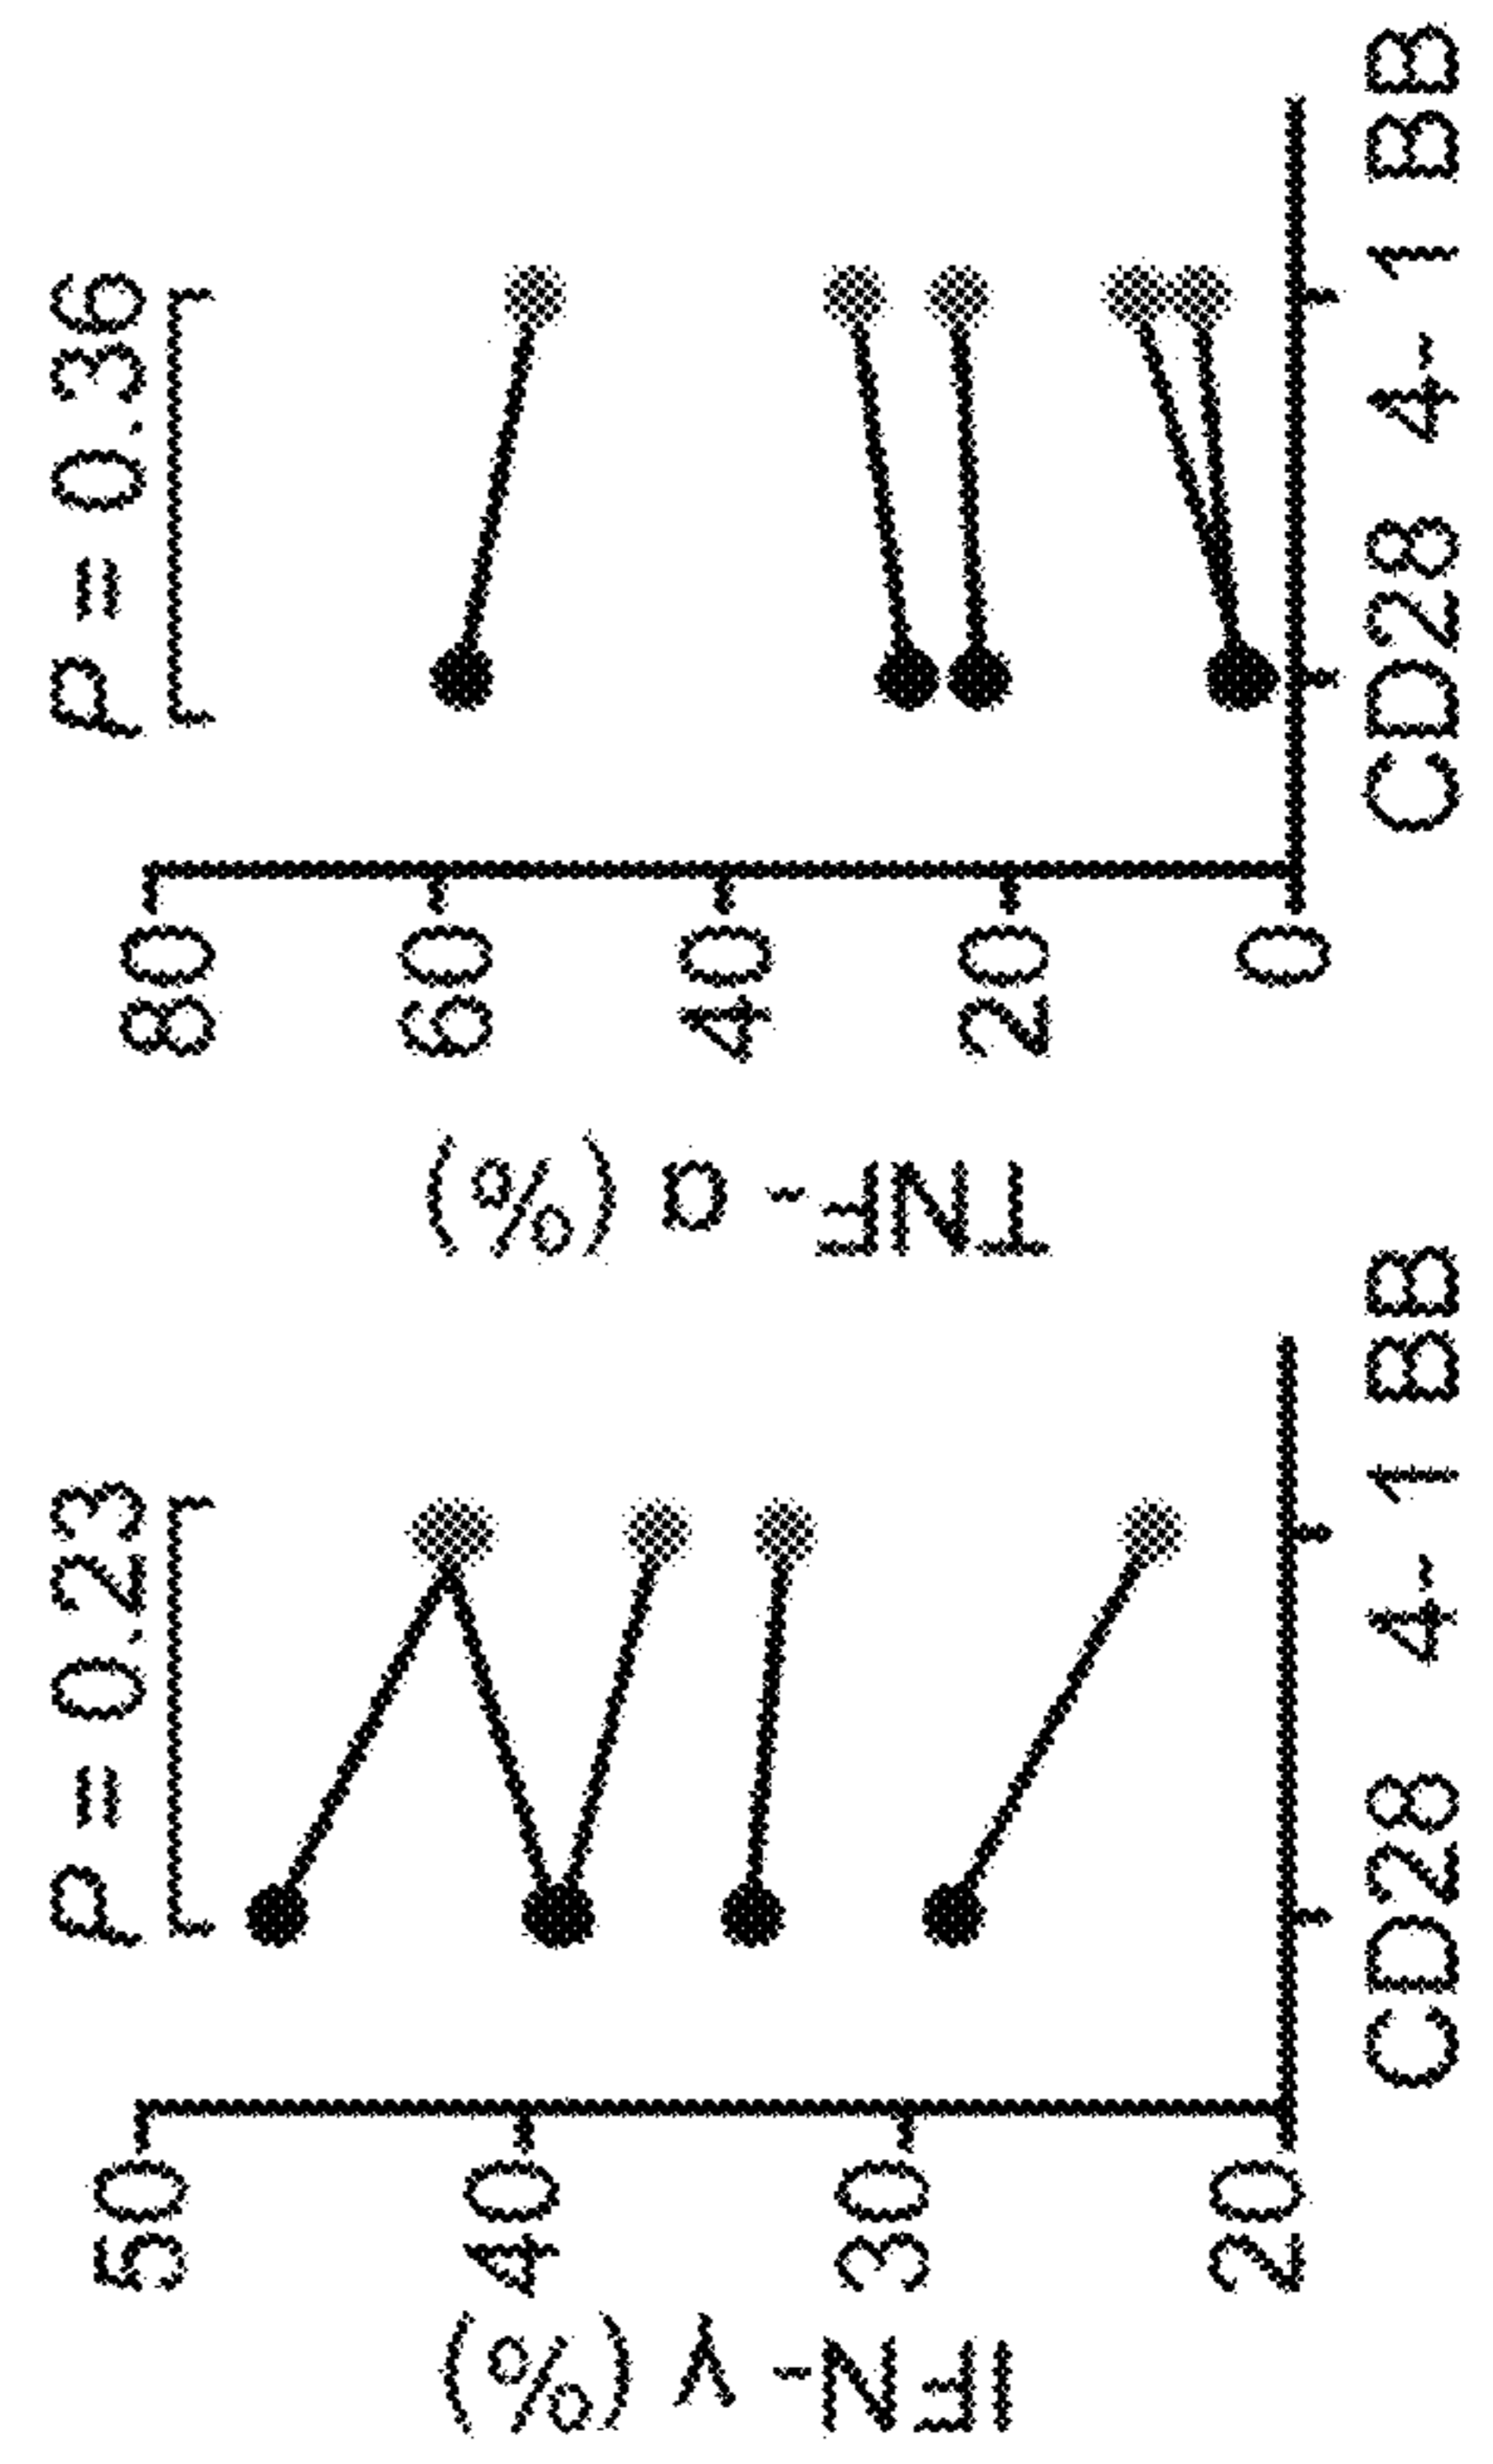 IFN-γ (%)
50
40
30
20
P = 0.23
CD28 4-1BB
TNF-α (%)
80
60
40
20
0
P = 0.36
CD28 4-1BB